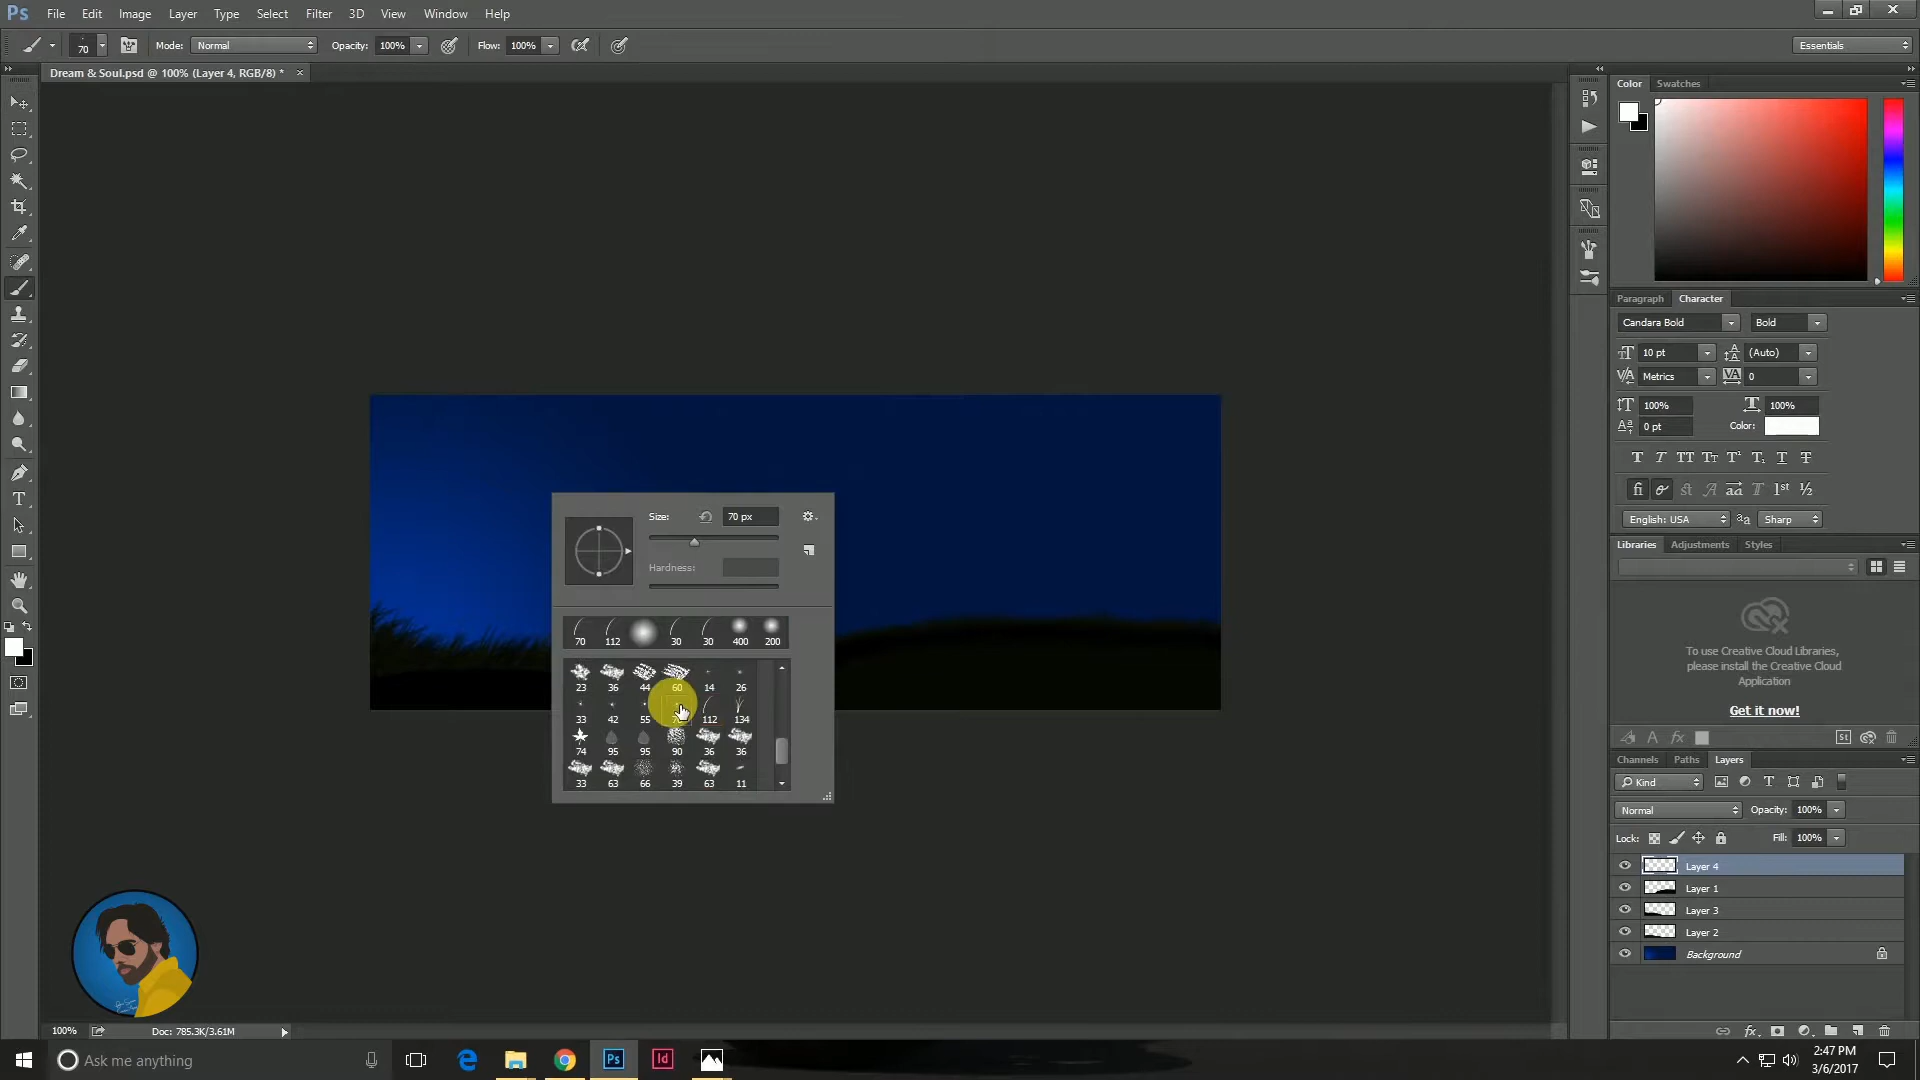 Ps File Edit Image Layer Type Select Filter 3D View Window Help
70 Mode: Normal Opacity: 100% Flow: 100% Essentials
Dream & Soul.psd @ 100% (Layer 4, RGB/8) * ×
Color Swatches
Paragraph Character
Candara Bold Bold
10 pt (Auto)
Metrics 0
100% 100%
0 pt Color:
English: USA Sharp
Libraries Adjustments Styles
To use Creative Cloud Libraries,
please install the Creative Cloud
Application
Get it now!
Channels Paths Layers
Kind
Normal Opacity: 100%
Lock: Fill: 100%
Layer 4
Layer 1
Layer 3
Layer 2
Background
Size: 70 px
Hardness:
70 112 30 30 400 200
23 36 44 60 14 26
33 42 55 112 134
74 95 95 90 36 36
33 63 66 39 63 11
100% Doc: 785.3K/3.61M
Ask me anything
Ps Id
2:47 PM
3/6/2017